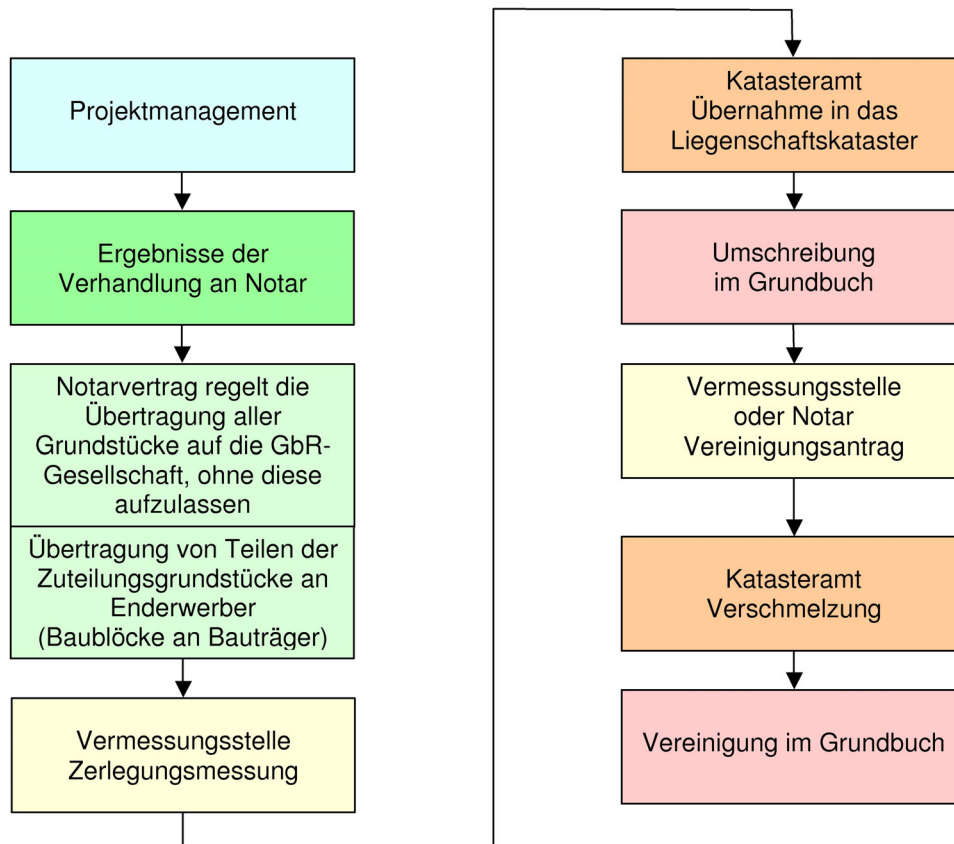 Projektmanagement
Ergebnisse der
Verhandlung an Notar
Notarvertrag regelt die
Übertragung aller
Grundstücke auf die GbR-
Gesellschaft, ohne diese
aufzulassen
Übertragung von Teilen der
Zuteilungsgrundstücke an
Enderwerber
(Baublöcke an Bauträger)
Vermessungsstelle
Zerlegungsmessung
Katasteramt
Übernahme in das
Liegenschaftskataster
Umschreibung
im Grundbuch
Vermessungsstelle
oder Notar
Vereinigungsantrag
Katasteramt
Verschmelzung
Vereinigung im Grundbuch